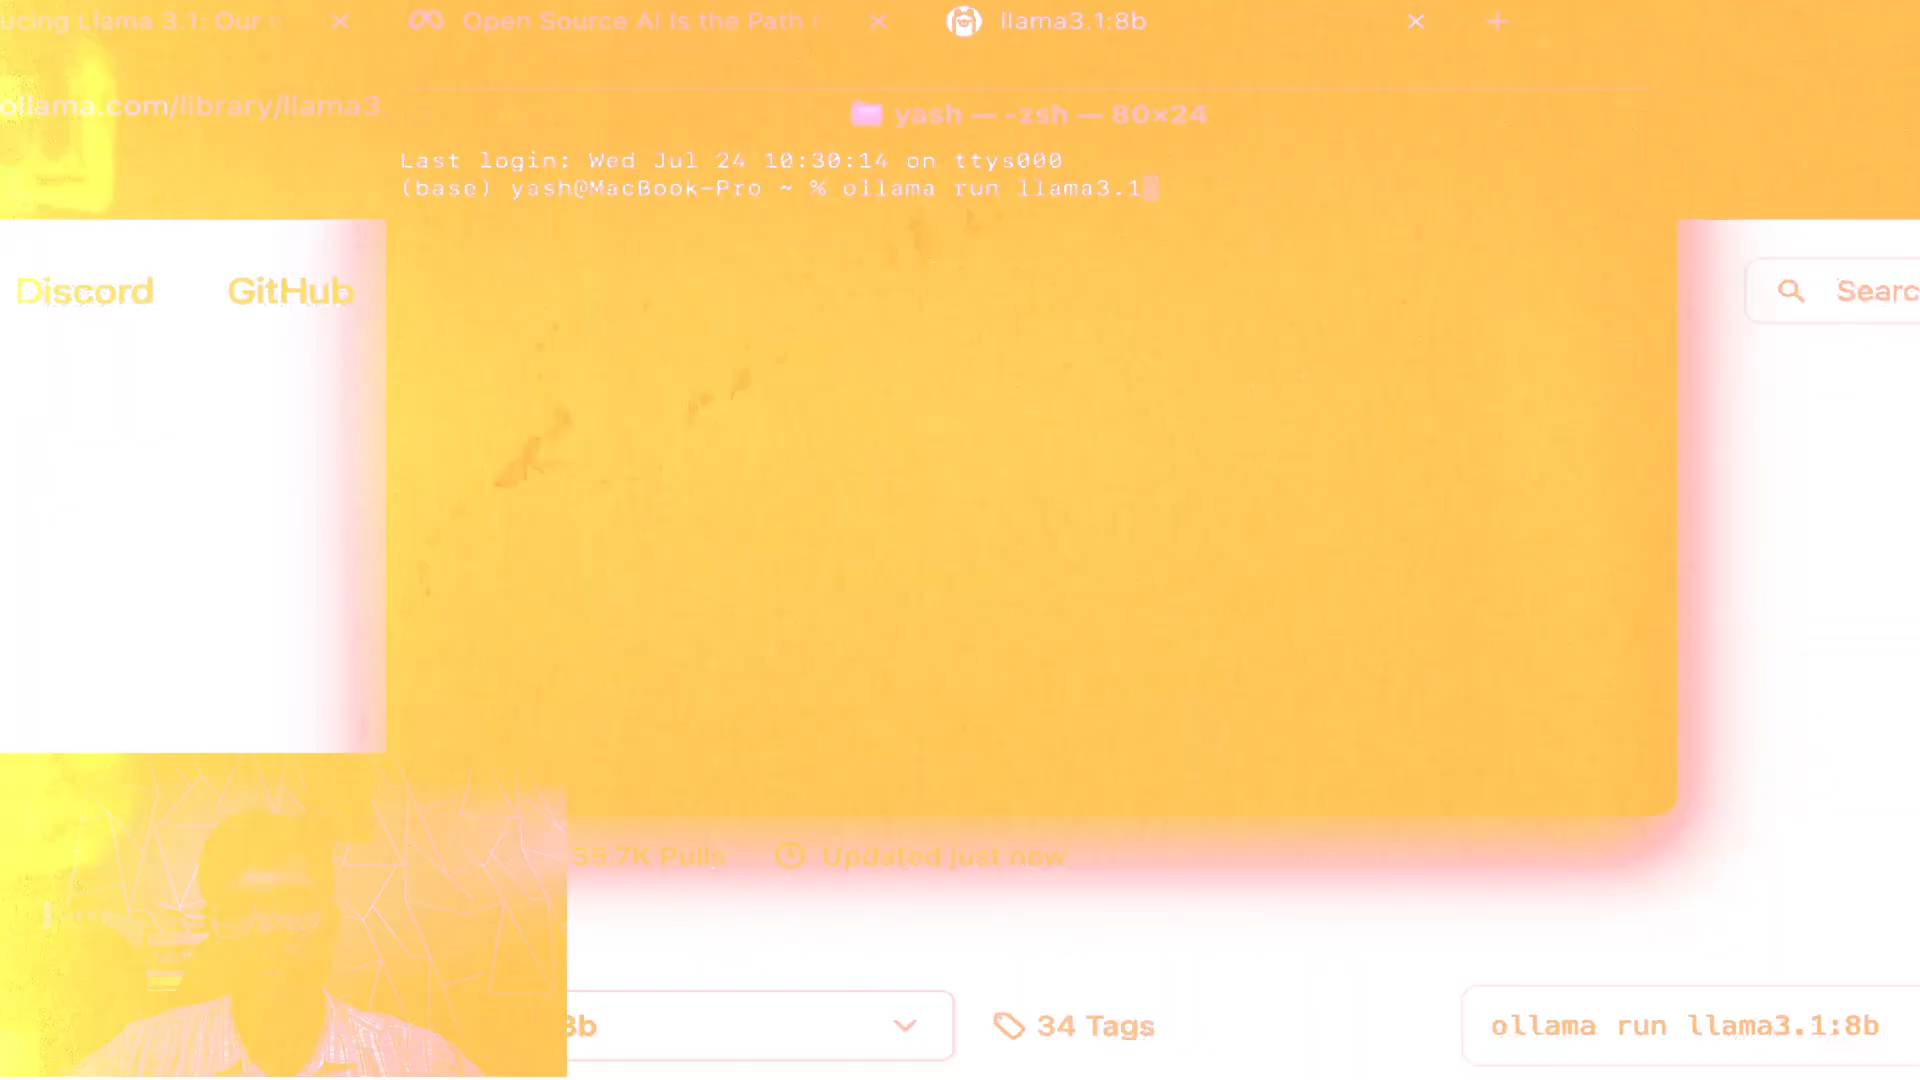 ucing Llama 3.1: Our
Open Source AI Is the Path
llama3.1:8b
ollama.com/library/llama3.
yash — -zsh — 80×24
Last login: Wed Jul 24 10:30:14 on ttys000
(base) yash@MacBook-Pro ~ % ollama run llama3.1
Discord
GitHub
Searc
35.7K Pulls
Updated just now
8b
34 Tags
ollama run llama3.1:8b